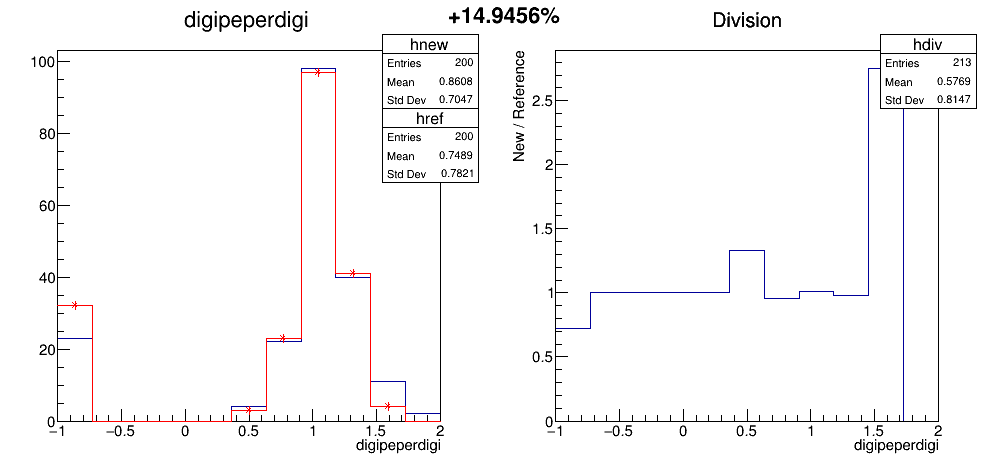 +14.9456%
digipeperdigi
hnew
Entries 200
Mean 0.8608
Std Dev 0.7047
href
Entries 200
Mean 0.7489
Std Dev 0.7821
100
80
60
40
20
0
−1 −0.5 0 0.5 1 1.5 2
digipeperdigi
Division
hdiv
Entries 213
Mean 0.5769
Std Dev 0.8147
New / Reference
2.5
2
1.5
1
0.5
0
−1 −0.5 0 0.5 1 1.5 2
digipeperdigi